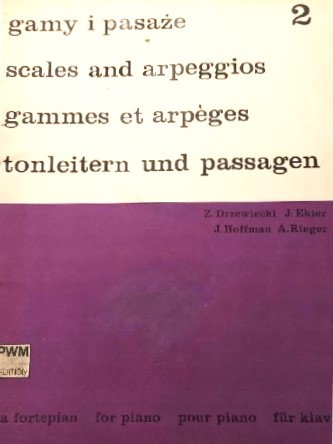 gamy i pasaże 2
scales and arpeggios
gammes et arpèges
tonleitern und passagen
Z. Drzewiecki J. Ekier
J. Hoffman A. Rieger
PWM
EDITION
a fortepian for piano pour piano für klav